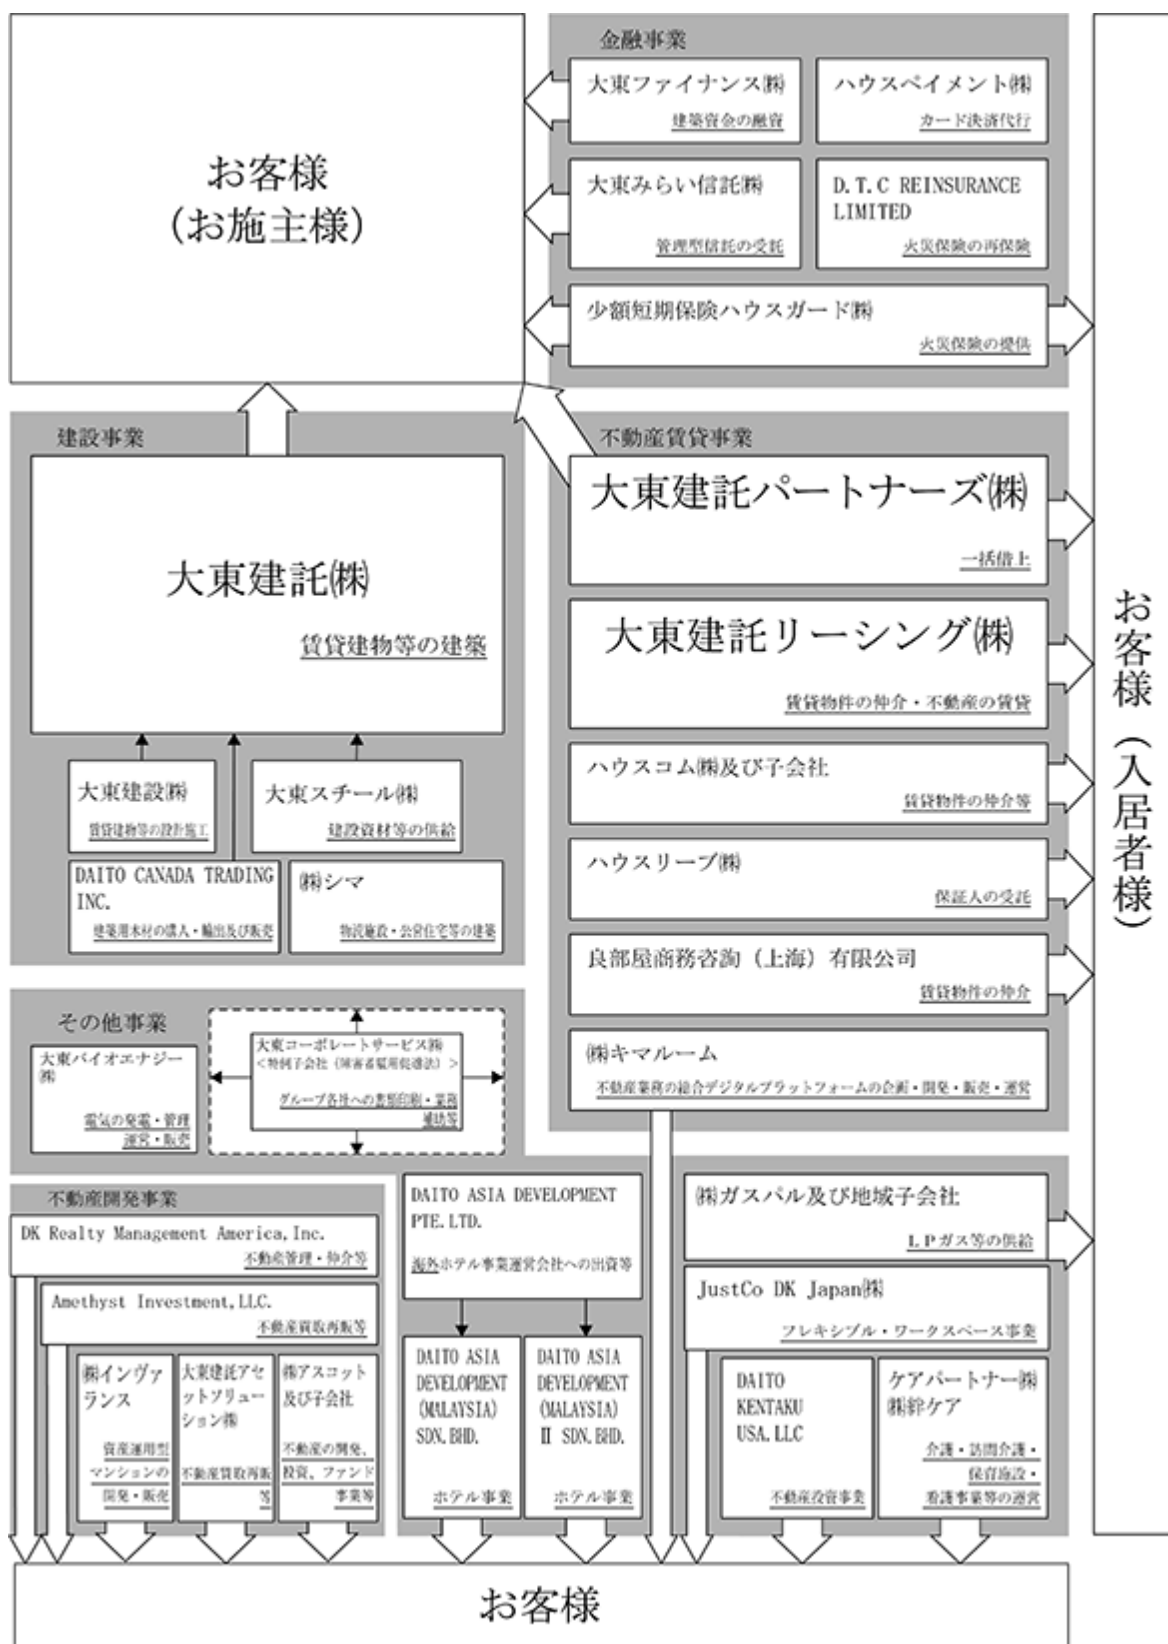 お客様
(お施主様)
金融事業
大東ファイナンス㈱
建築資金の融資
ハウスペイメント㈱
カード決済代行
大東みらい信託㈱
管理型信託の受託
D.T.C REINSURANCE
LIMITED
火災保険の再保険
少額短期保険ハウスガード㈱
火災保険の提供
建設事業
大東建託㈱
賃貸建物等の建築
大東建設㈱
賃貸建物等の設計施工
大東スチール㈱
建設資材等の供給
DAITO CANADA TRADING
INC.
建築用木材の購入・輸出及び販売
㈱シマ
物流施設・公営住宅等の建築
不動産賃貸事業
大東建託パートナーズ㈱
一括借上
大東建託リーシング㈱
賃貸物件の仲介・不動産の賃貸
ハウスコム㈱及び子会社
賃貸物件の仲介等
ハウスリーブ㈱
保証人の受託
良部屋商務咨詢（上海）有限公司
賃貸物件の仲介
㈱キマルーム
不動産業務の総合デジタルプラットフォームの企画・開発・販売・運営
お客様（入居者様）
その他事業
大東バイオエナジー
㈱
電気の発電・管理
運営・販売
大東コーポレートサービス㈱
＜特例子会社（障害者雇用促進法）＞
グループ各社への書類印刷・業務
補助等
不動産開発事業
DK Realty Management America,Inc.
不動産管理・仲介等
Amethyst Investment,LLC.
不動産買取再販等
㈱インヴァ
ランス
資産運用型
マンションの
開発・販売
大東建託アセ
ットソリュー
ション㈱
不動産買取再販
等
㈱アスコット
及び子会社
不動産の開発、
投資、ファンド
事業等
DAITO ASIA DEVELOPMENT
PTE.LTD.
海外ホテル事業運営会社への出資等
DAITO ASIA
DEVELOPMENT
(MALAYSIA)
SDN.BHD.
ホテル事業
DAITO ASIA
DEVELOPMENT
(MALAYSIA)
Ⅱ SDN.BHD.
ホテル事業
㈱ガスパル及び地域子会社
ＬＰガス等の供給
JustCo DK Japan㈱
フレキシブル・ワークスペース事業
DAITO
KENTAKU
USA.LLC
不動産投資事業
ケアパートナー㈱
㈱絆ケア
介護・訪問介護・
保育施設・
看護事業等の運営
お客様